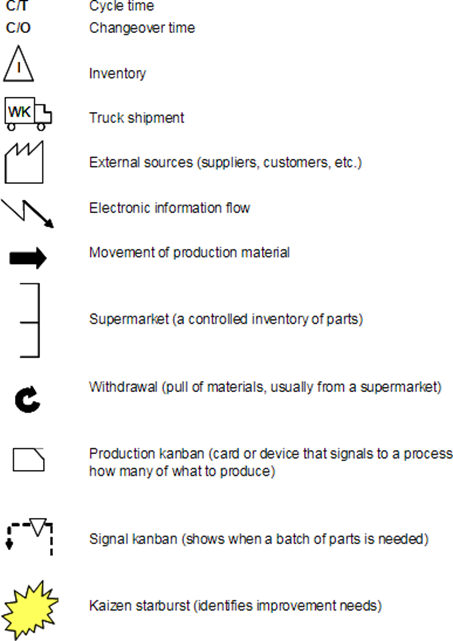 C/T Cycle time
C/O Changeover time
I Inventory
WK Truck shipment
External sources (suppliers, customers, etc.)
Electronic information flow
Movement of production material
Supermarket (a controlled inventory of parts)
Withdrawal (pull of materials, usually from a supermarket)
Production kanban (card or device that signals to a process
how many of what to produce)
Signal kanban (shows when a batch of parts is needed)
Kaizen starburst (identifies improvement needs)